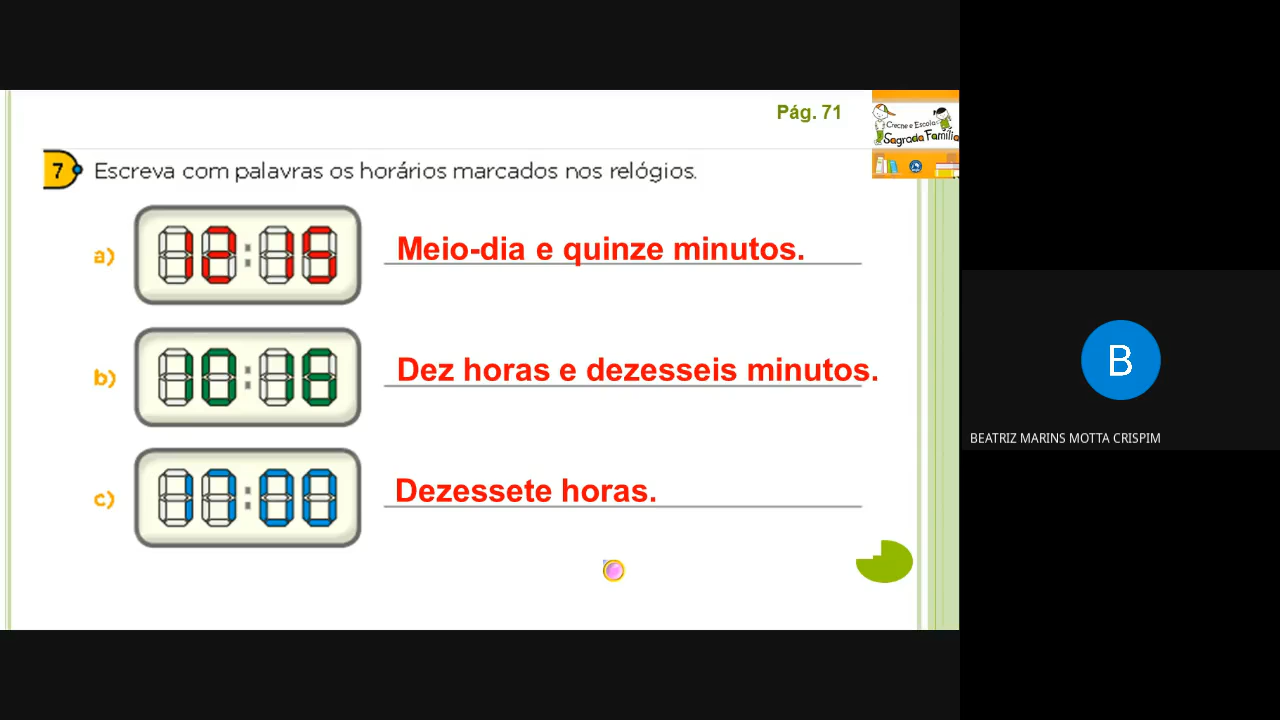 Pág. 71
Creche e Escola
Sagrada Família
7 Escreva com palavras os horários marcados nos relógios.
a) 12:15 Meio-dia e quinze minutos.
b) 10:16 Dez horas e dezesseis minutos.
c) 17:00 Dezessete horas.
B
BEATRIZ MARINS MOTTA CRISPIM